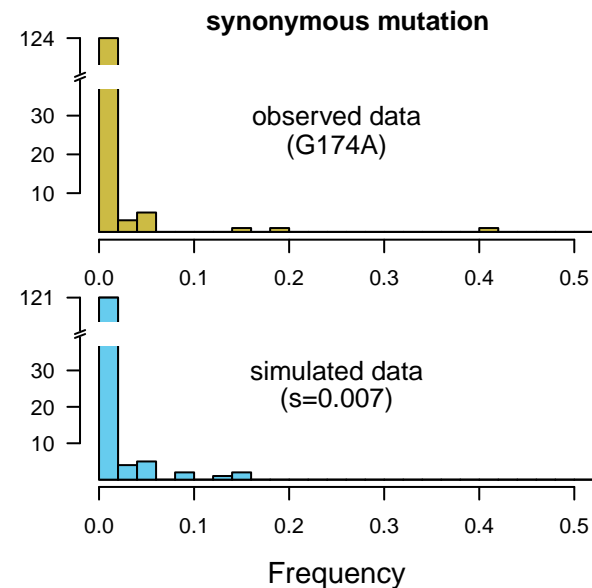 synonymous mutation
124
30
20
10
observed data
(G174A)
0.0 0.1 0.2 0.3 0.4 0.5
121
30
20
10
simulated data
(s=0.007)
0.0 0.1 0.2 0.3 0.4 0.5
Frequency